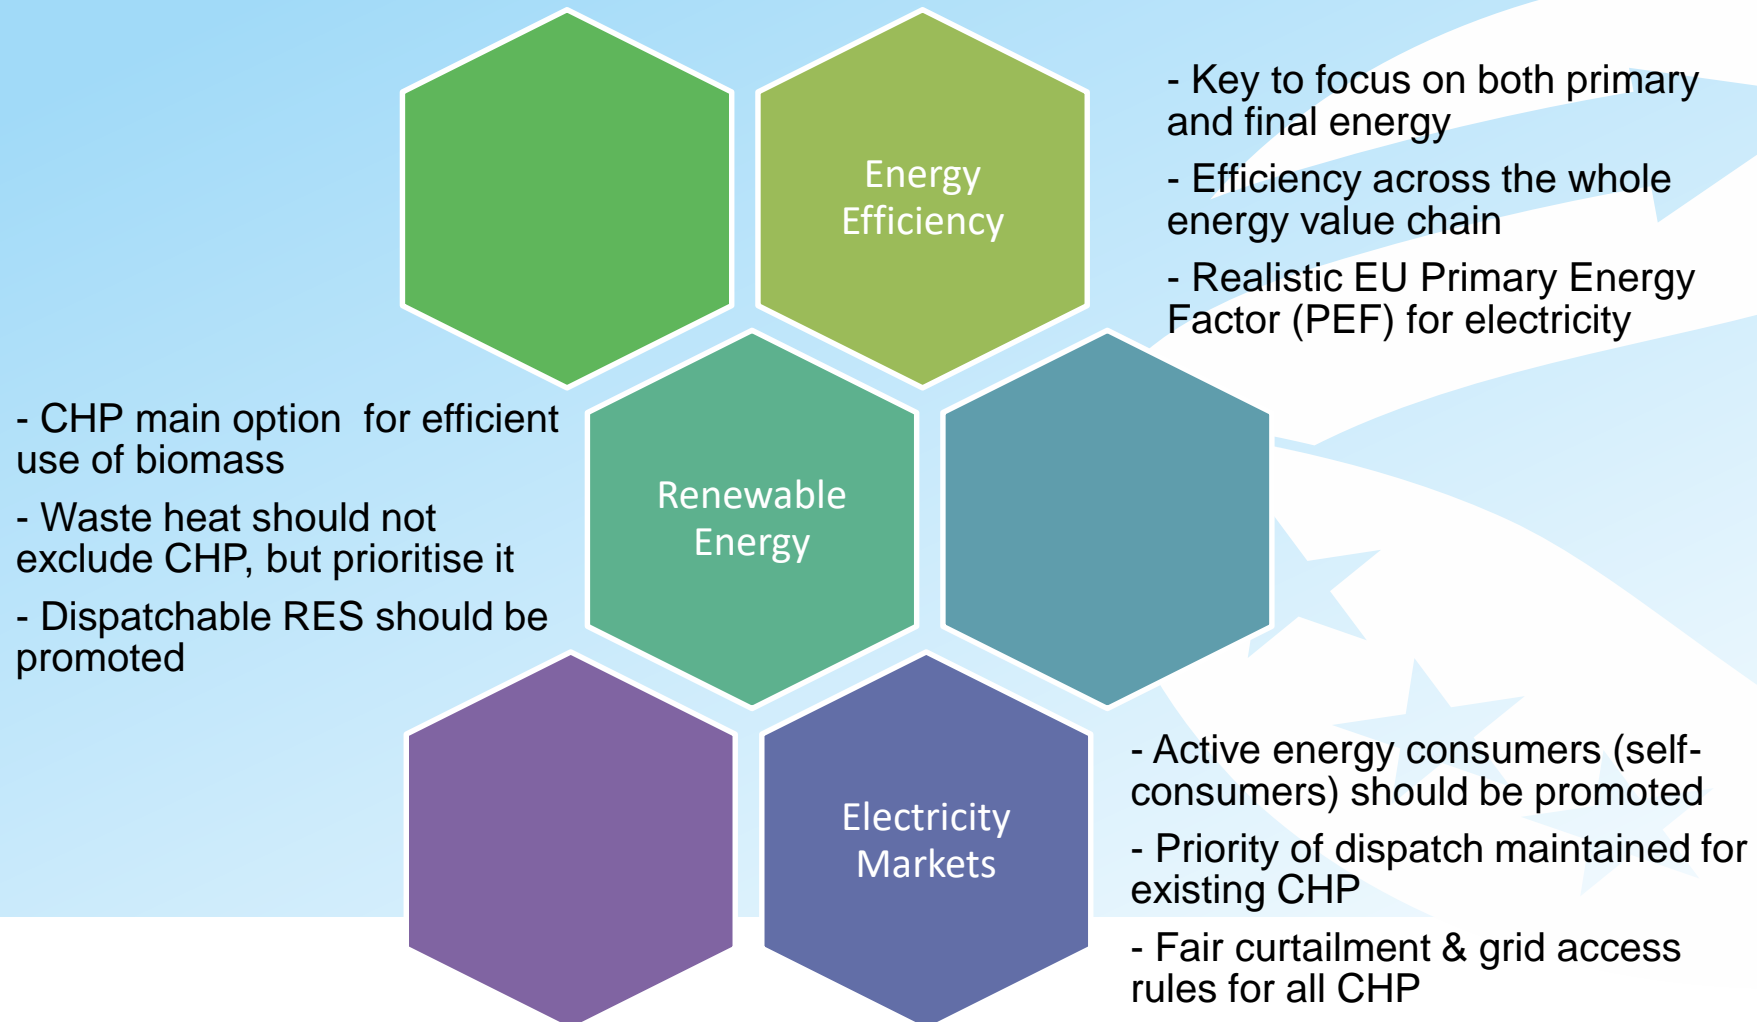 Energy
Efficiency
- Key to focus on both primary
and final energy
- Efficiency across the whole
energy value chain
- Realistic EU Primary Energy
Factor (PEF) for electricity
- CHP main option  for efficient
use of biomass
- Waste heat should not
exclude CHP, but prioritise it
- Dispatchable RES should be
promoted
Renewable
Energy
Electricity
Markets
- Active energy consumers (self-
consumers) should be promoted
- Priority of dispatch maintained for
existing CHP
- Fair curtailment & grid access
rules for all CHP